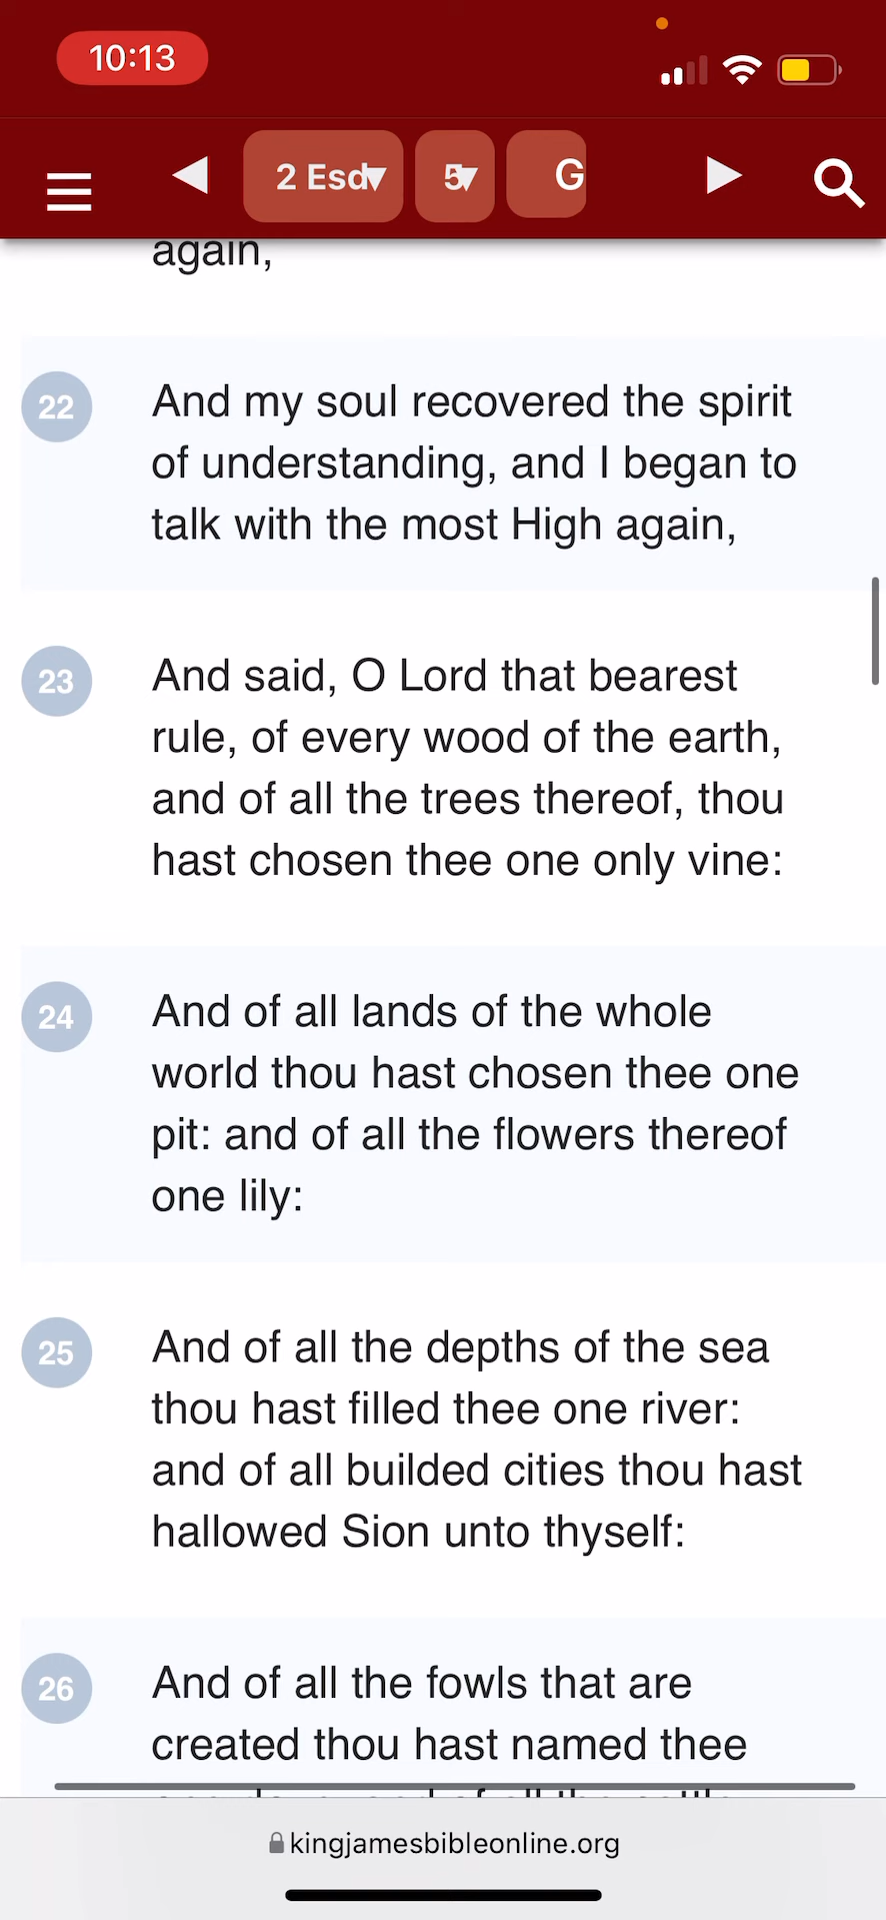 10:13
2 Esd
5
G
again,
22
And my soul recovered the spirit
of understanding, and I began to
talk with the most High again,
23
And said, O Lord that bearest
rule, of every wood of the earth,
and of all the trees thereof, thou
hast chosen thee one only vine:
24
And of all lands of the whole
world thou hast chosen thee one
pit: and of all the flowers thereof
one lily:
25
And of all the depths of the sea
thou hast filled thee one river:
and of all builded cities thou hast
hallowed Sion unto thyself:
26
And of all the fowls that are
created thou hast named thee
kingjamesbibleonline.org